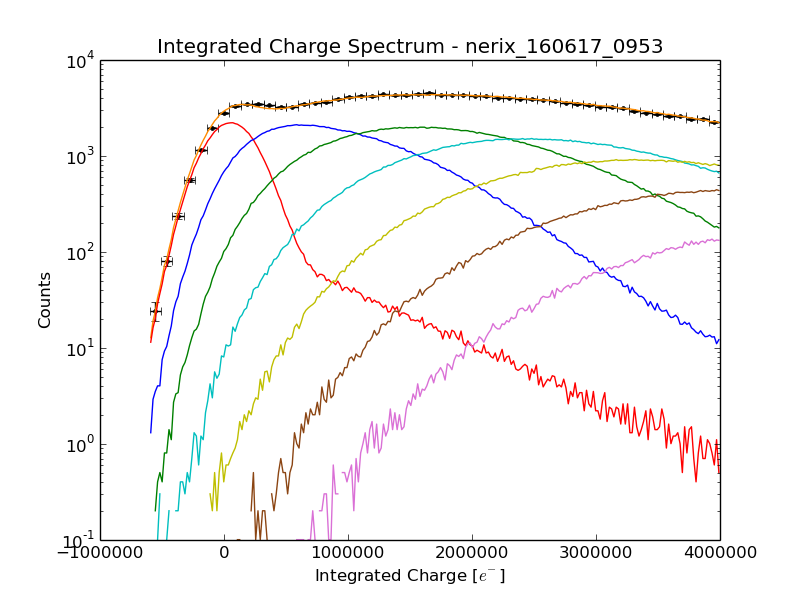 Integrated Charge Spectrum - nerix_160617_0953
Counts
10^4
10^3
10^2
10^1
10^0
10^-1
−1000000 0 1000000 2000000 3000000 4000000
Integrated Charge [e^-]